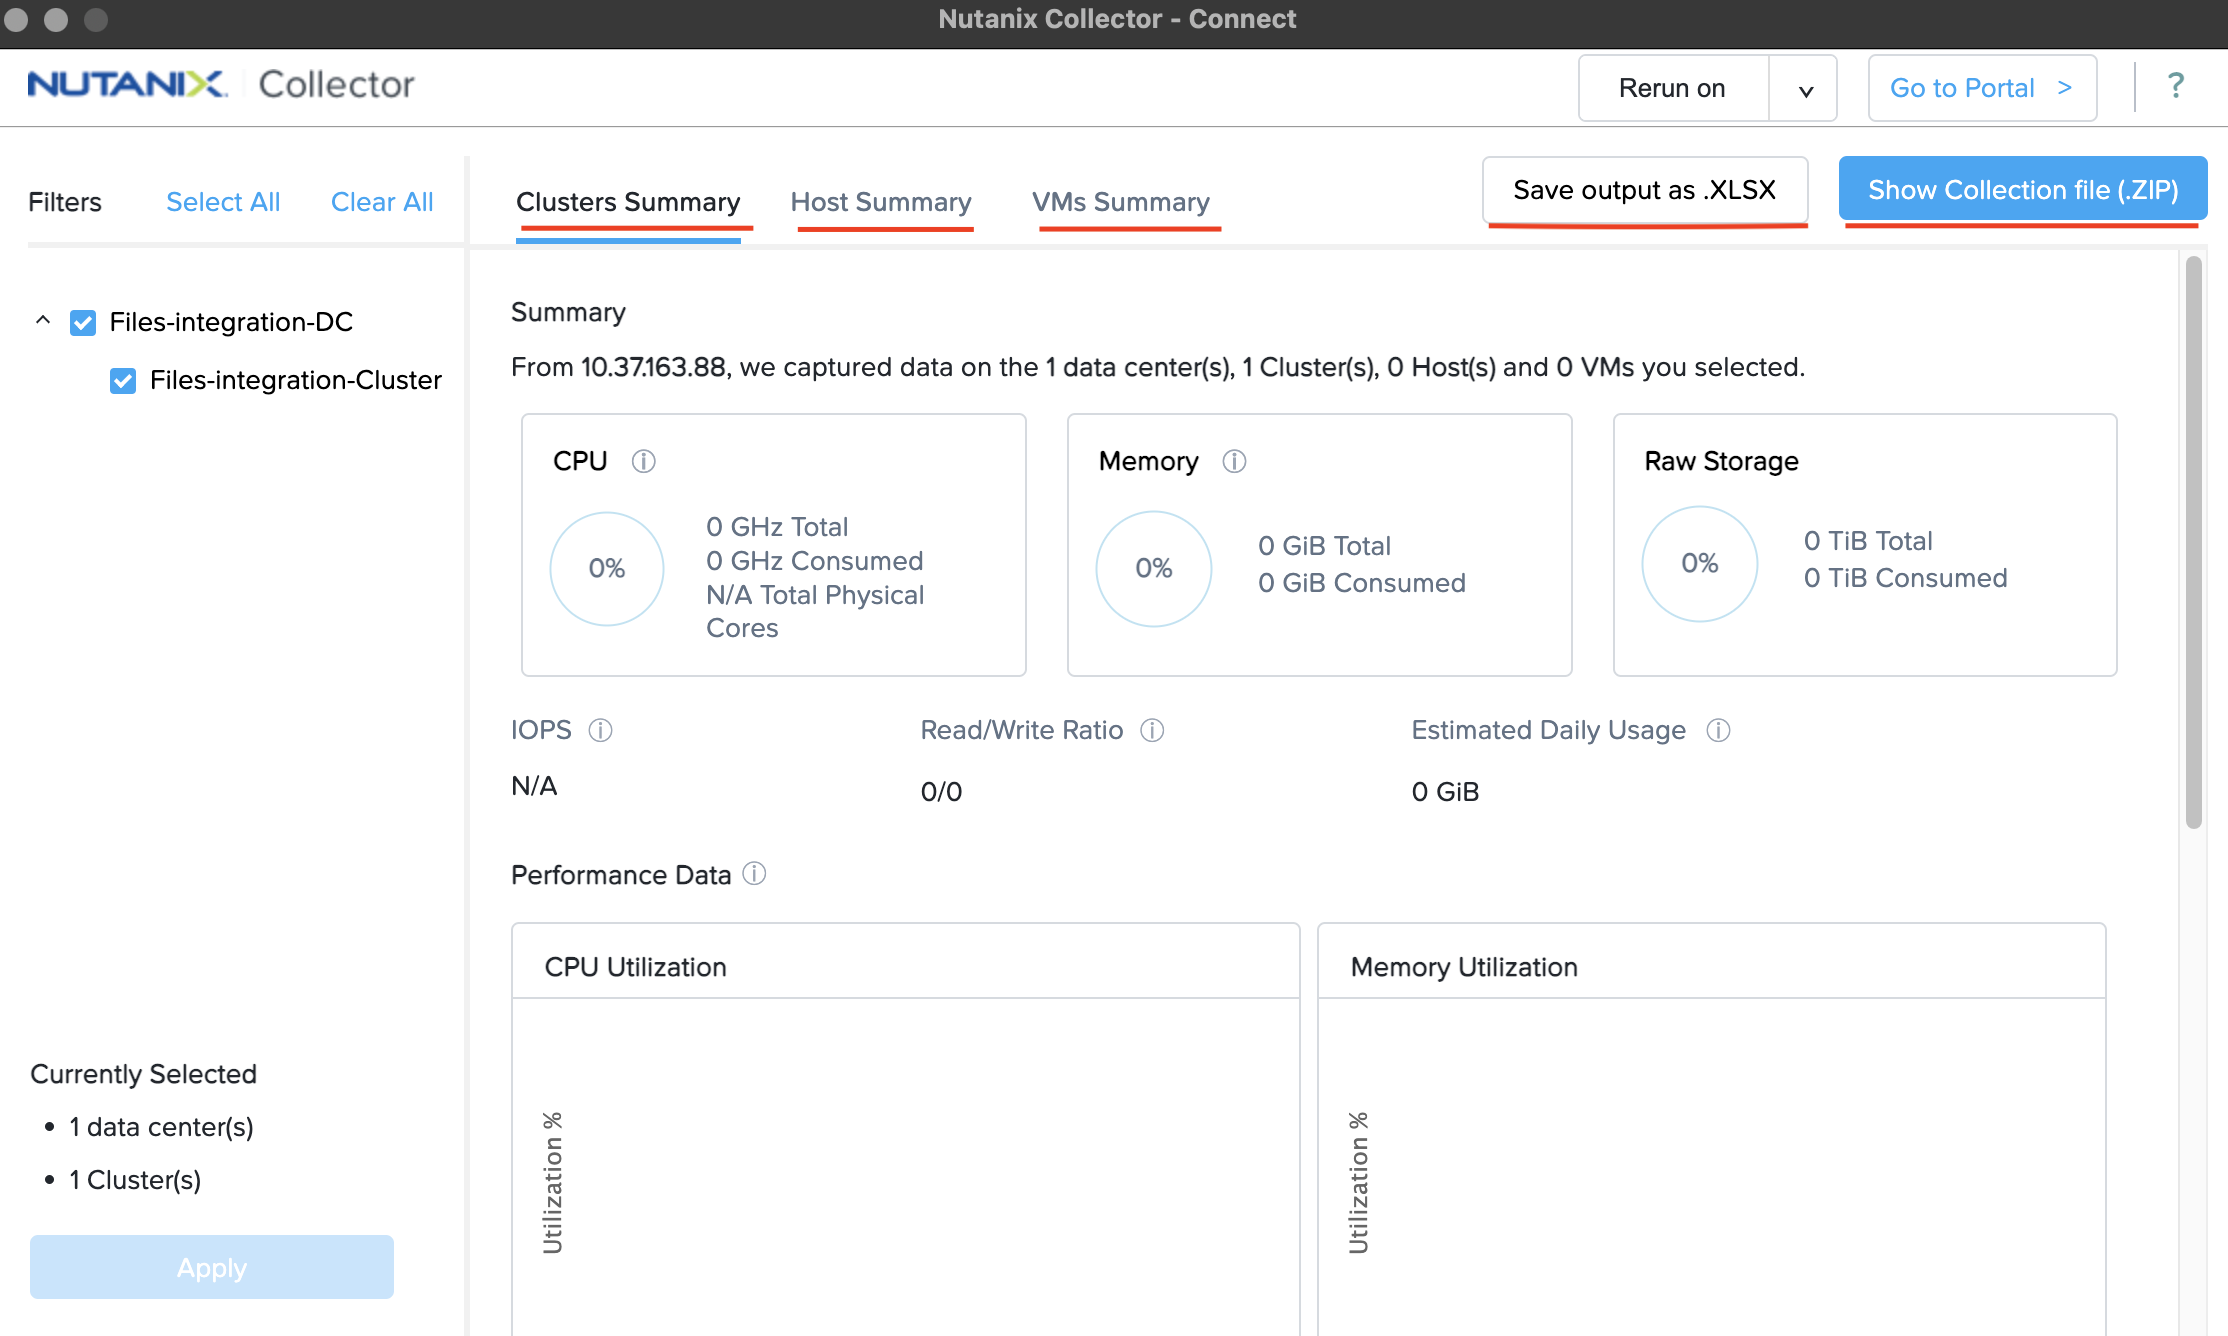 Nutanix Collector - Connect
NUTANIX Collector
Rerun on
Go to Portal >
?
Filters
Select All
Clear All
Clusters Summary
Host Summary
VMs Summary
Save output as .XLSX
Show Collection file (.ZIP)
Files-integration-DC
Files-integration-Cluster
Summary
From 10.37.163.88, we captured data on the 1 data center(s), 1 Cluster(s), 0 Host(s) and 0 VMs you selected.
CPU
0%
0 GHz Total
0 GHz Consumed
N/A Total Physical
Cores
Memory
0%
0 GiB Total
0 GiB Consumed
Raw Storage
0%
0 TiB Total
0 TiB Consumed
IOPS
N/A
Read/Write Ratio
0/0
Estimated Daily Usage
0 GiB
Performance Data
CPU Utilization
Utilization %
Memory Utilization
Utilization %
Currently Selected
• 1 data center(s)
• 1 Cluster(s)
Apply